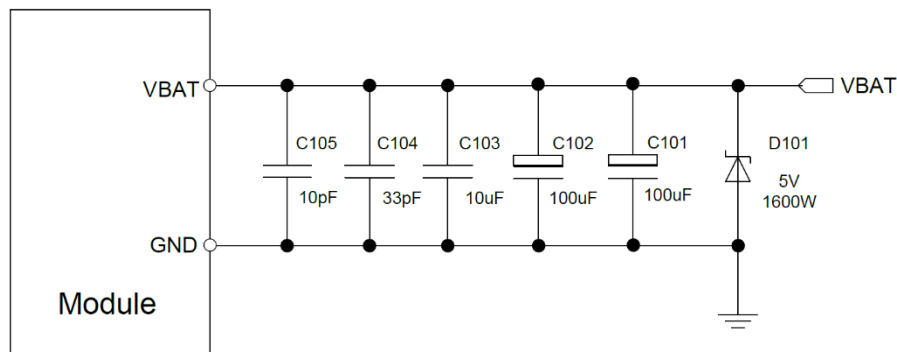 VBAT
VBAT
C105
C104
C103
C102
C101
D101
10pF
33pF
10uF
100uF
100uF
5V
1600W
GND
Module